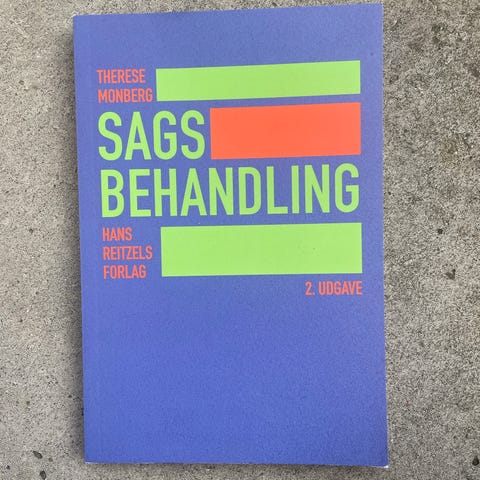 THERESE
MONBERG
SAGS
BEHANDLING
HANS
REITZELS
FORLAG
2. UDGAVE